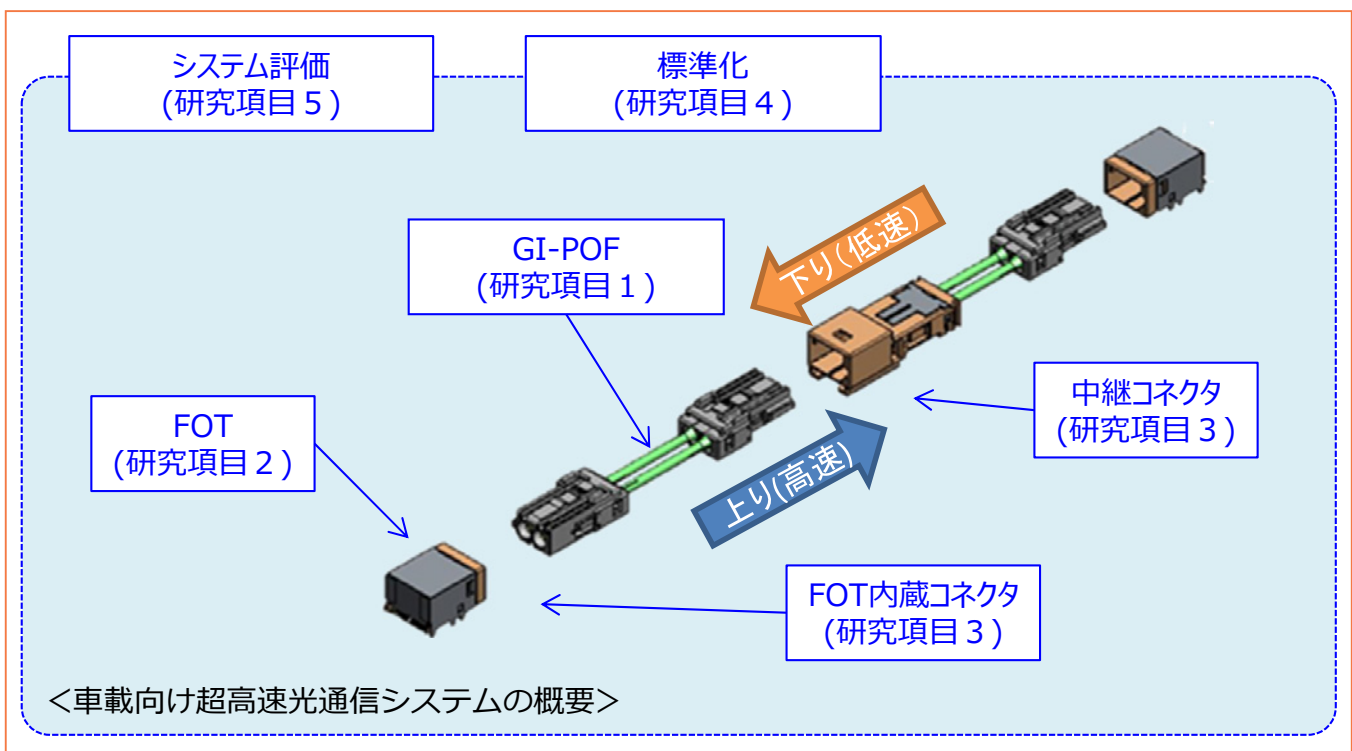 システム評価
(研究項目５)
標準化
(研究項目４)
GI-POF
(研究項目１)
下り(低速)
FOT
(研究項目２)
中継コネクタ
(研究項目３)
上り(高速)
FOT内蔵コネクタ
(研究項目３)
＜車載向け超高速光通信システムの概要＞